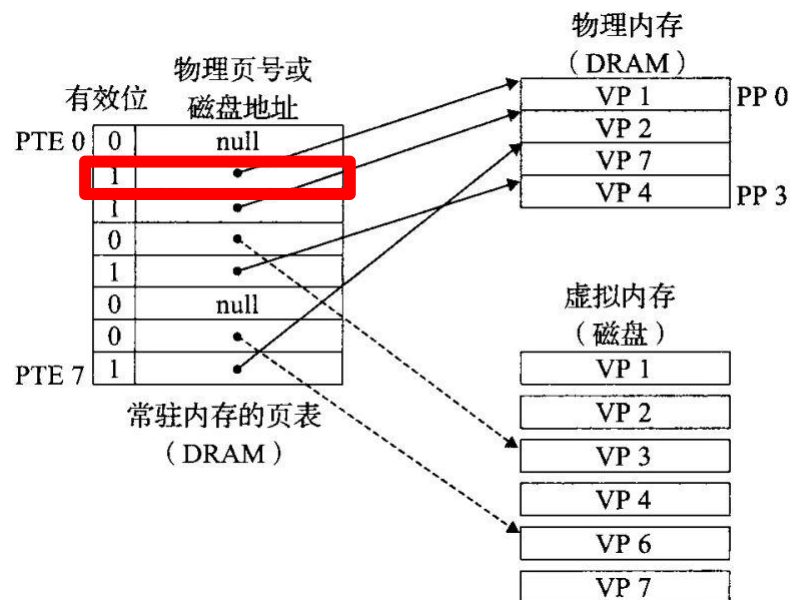 物理内存
（DRAM）
VP 1 PP 0
VP 2
VP 7
VP 4 PP 3
有效位
物理页号或
磁盘地址
PTE 0 0 null
1
1
0
1
0 null
0
PTE 7 1
常驻内存的页表
（DRAM）
虚拟内存
（磁盘）
VP 1
VP 2
VP 3
VP 4
VP 6
VP 7